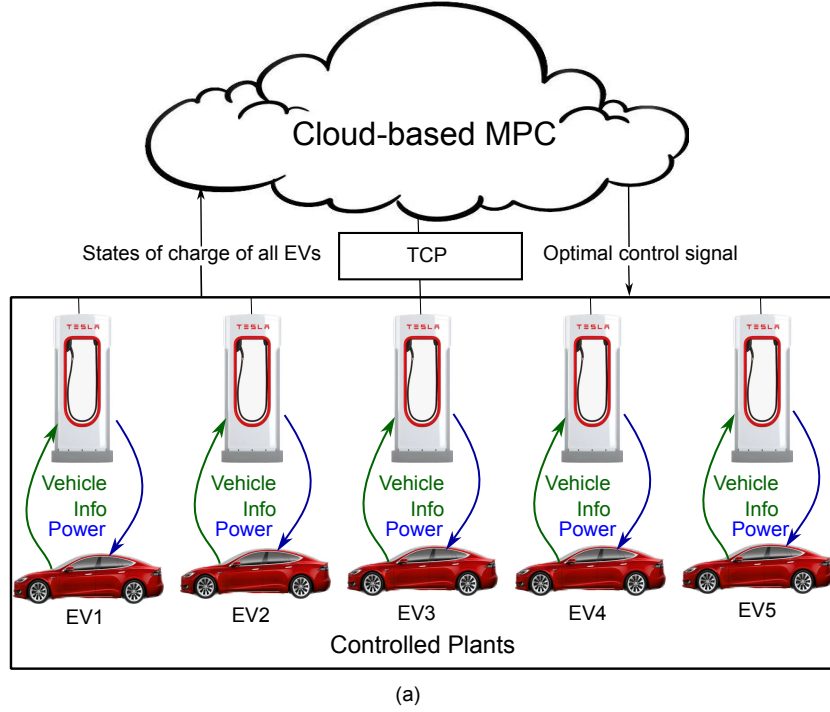 Cloud-based MPC
States of charge of all EVs
TCP
Optimal control signal
TESLA
TESLA
TESLA
TESLA
TESLA
Vehicle
Info
Power
Vehicle
Info
Power
Vehicle
Info
Power
Vehicle
Info
Power
Vehicle
Info
Power
EV1
EV2
EV3
EV4
EV5
Controlled Plants
(a)